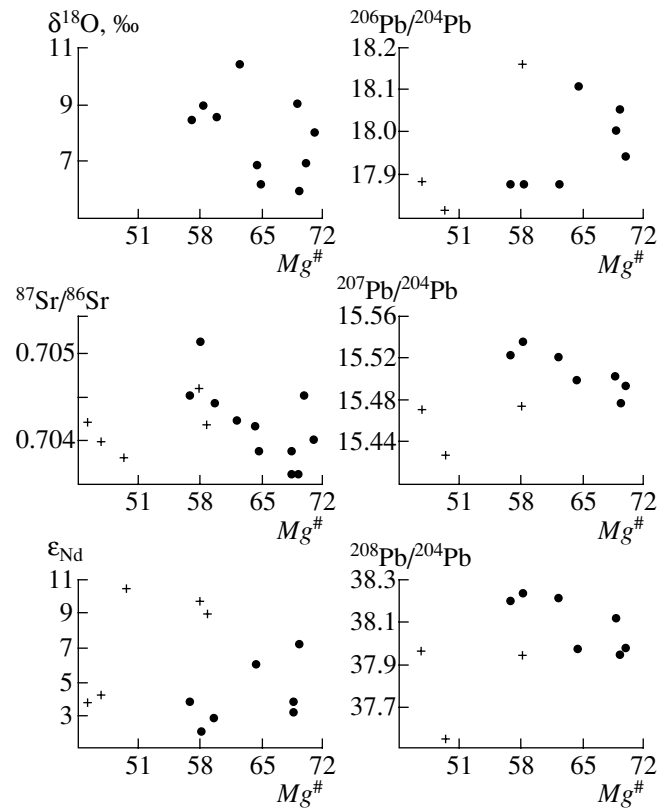 δ¹⁸O, ‰
11
9
7
51 58 65 72
Mg#
²⁰⁶Pb/²⁰⁴Pb
18.2
18.1
18.0
17.9
51 58 65 72
Mg#
⁸⁷Sr/⁸⁶Sr
0.705
0.704
51 58 65 72
Mg#
²⁰⁷Pb/²⁰⁴Pb
15.56
15.52
15.48
15.44
51 58 65 72
Mg#
εNd
11
9
7
5
3
51 58 65 72
Mg#
²⁰⁸Pb/²⁰⁴Pb
38.3
38.1
37.9
37.7
51 58 65 72
Mg#